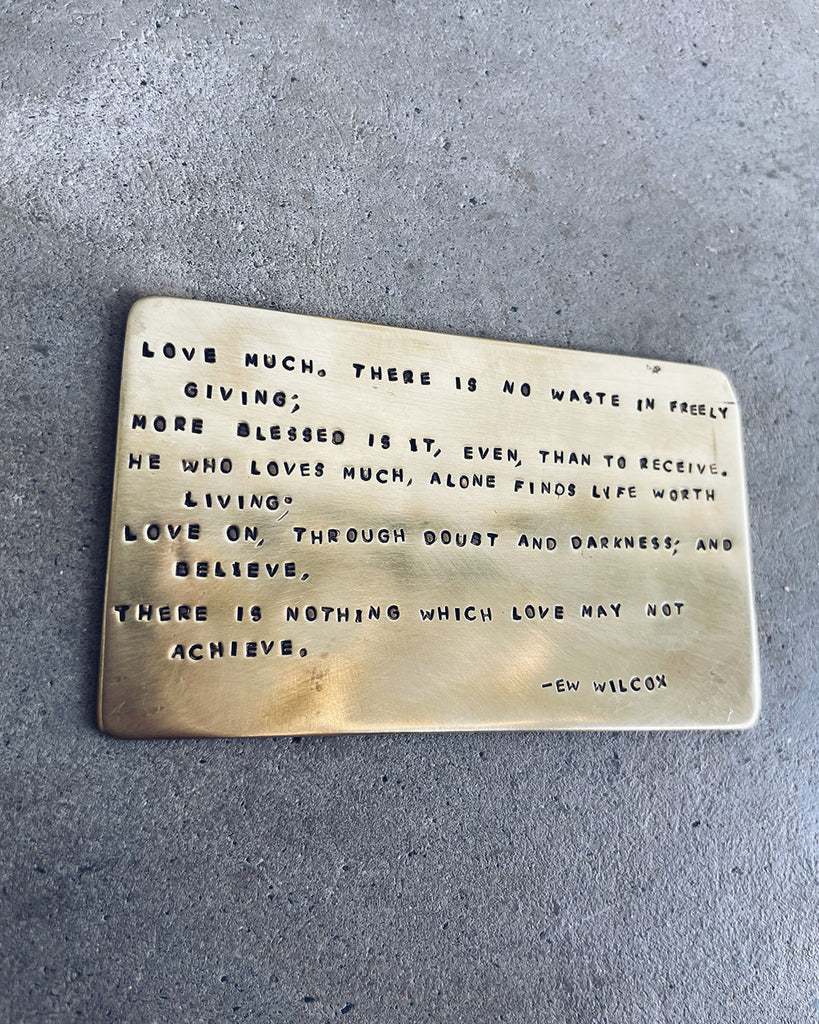 LOVE MUCH. THERE IS NO WASTE IN FREELY
GIVING;
MORE BLESSED IS IT, EVEN, THAN TO RECEIVE.
HE WHO LOVES MUCH, ALONE FINDS LIFE WORTH
LIVING:
LOVE ON, THROUGH DOUBT AND DARKNESS; AND
BELIEVE,
THERE IS NOTHING WHICH LOVE MAY NOT
ACHIEVE.
-EW WILCOX